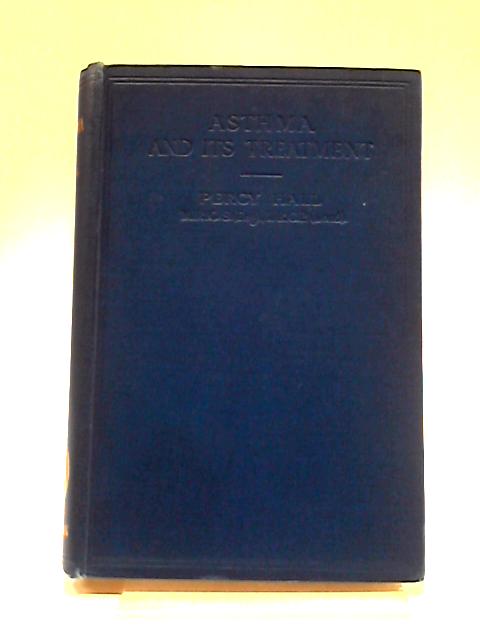 ASTHMA
AND ITS TREATMENT
PERCY HALL